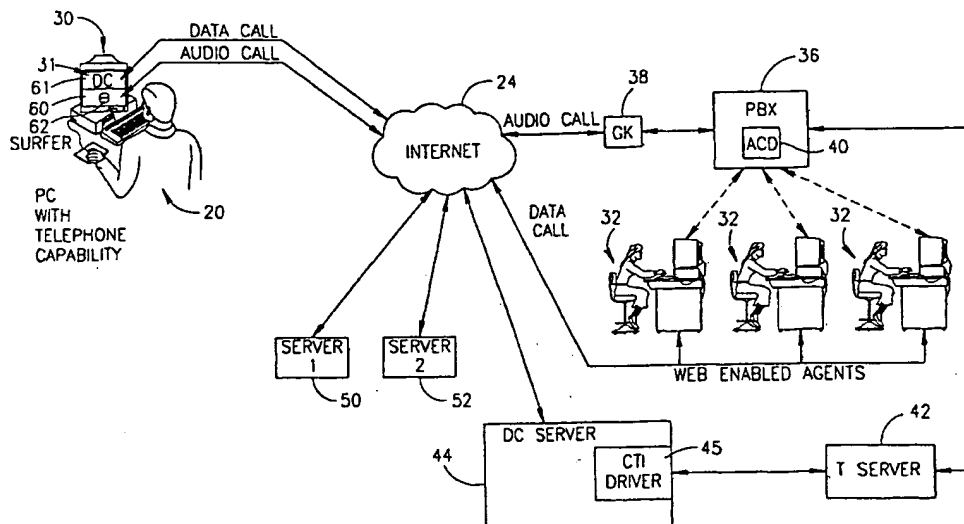 30
DATA CALL
AUDIO CALL
31
61
DC
60
62
SURFER
PC
WITH
TELEPHONE
CAPABILITY
20
24
INTERNET
AUDIO CALL
38
GK
36
PBX
ACD
40
DATA
CALL
32
32
32
WEB ENABLED AGENTS
SERVER
1
50
SERVER
2
52
DC SERVER
44
45
CTI
DRIVER
42
T SERVER